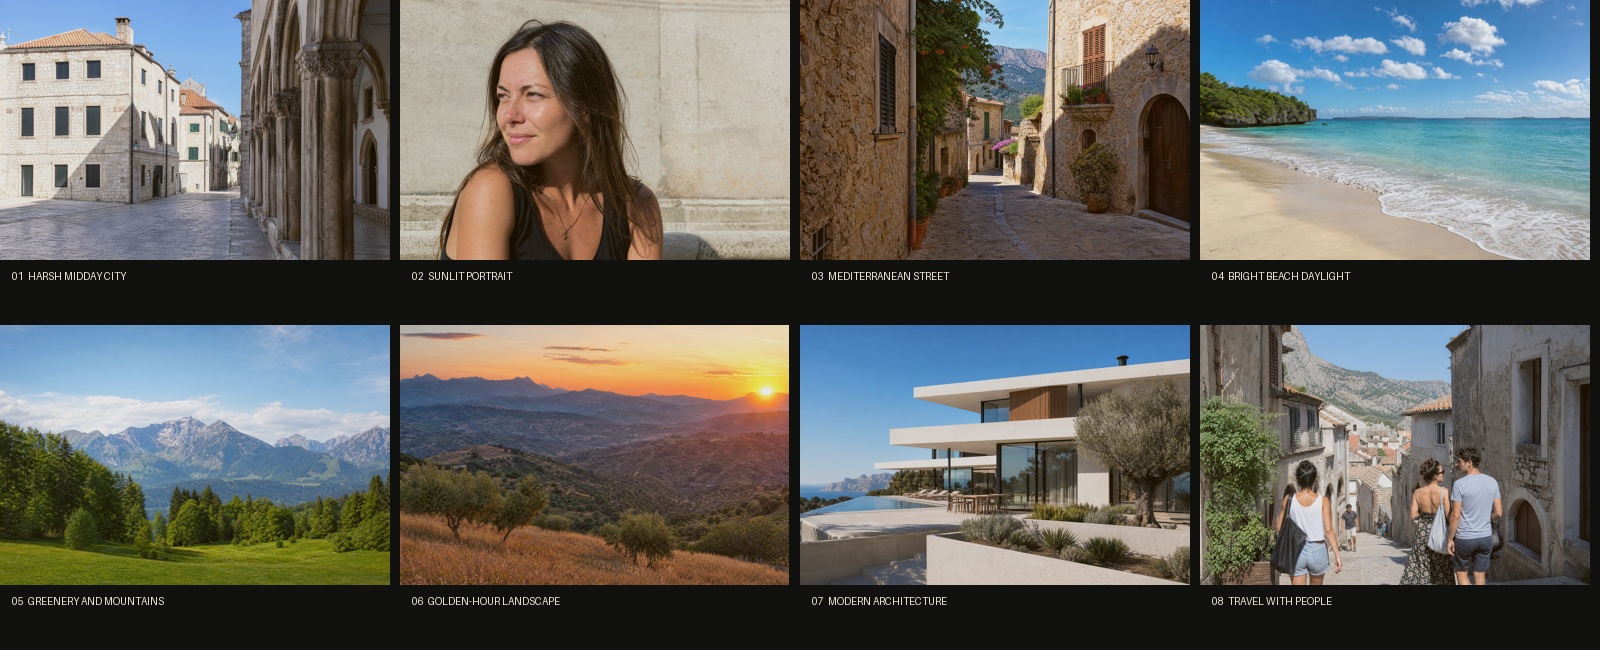 01 HARSH MIDDAY CITY
02 SUNLIT PORTRAIT
03 MEDITERRANEAN STREET
04 BRIGHT BEACH DAYLIGHT
05 GREENERY AND MOUNTAINS
06 GOLDEN-HOUR LANDSCAPE
07 MODERN ARCHITECTURE
08 TRAVEL WITH PEOPLE